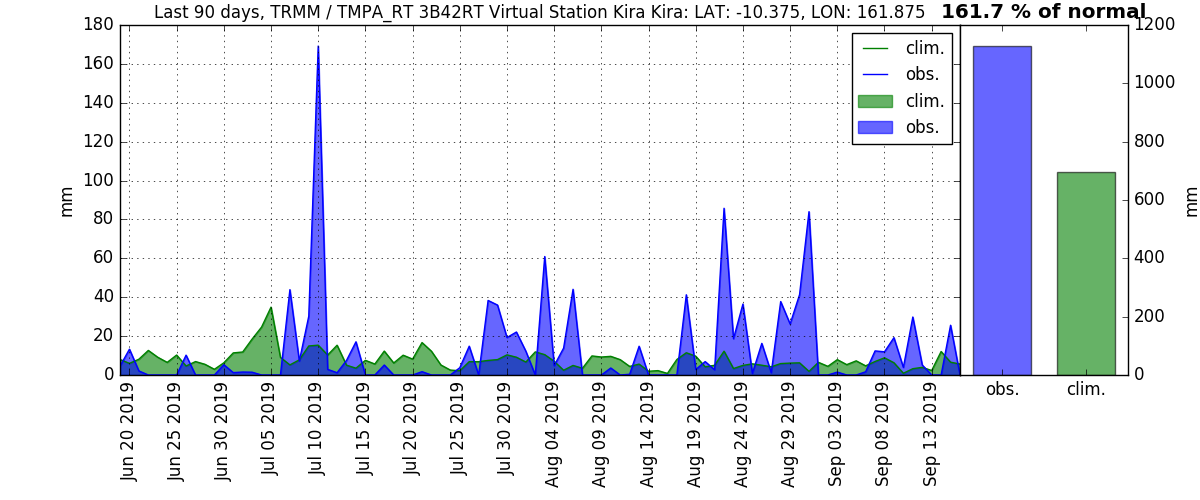 Last 90 days, TRMM / TMPA_RT 3B42RT Virtual Station Kira Kira: LAT: -10.375, LON: 161.875 161.7 % of normal
180
160
140
120
100
80
60
40
20
0
mm
clim.
obs.
clim.
obs.
1200
1000
800
600
400
200
0
mm
Jun 20 2019
Jun 25 2019
Jun 30 2019
Jul 05 2019
Jul 10 2019
Jul 15 2019
Jul 20 2019
Jul 25 2019
Jul 30 2019
Aug 04 2019
Aug 09 2019
Aug 14 2019
Aug 19 2019
Aug 24 2019
Aug 29 2019
Sep 03 2019
Sep 08 2019
Sep 13 2019
obs.
clim.